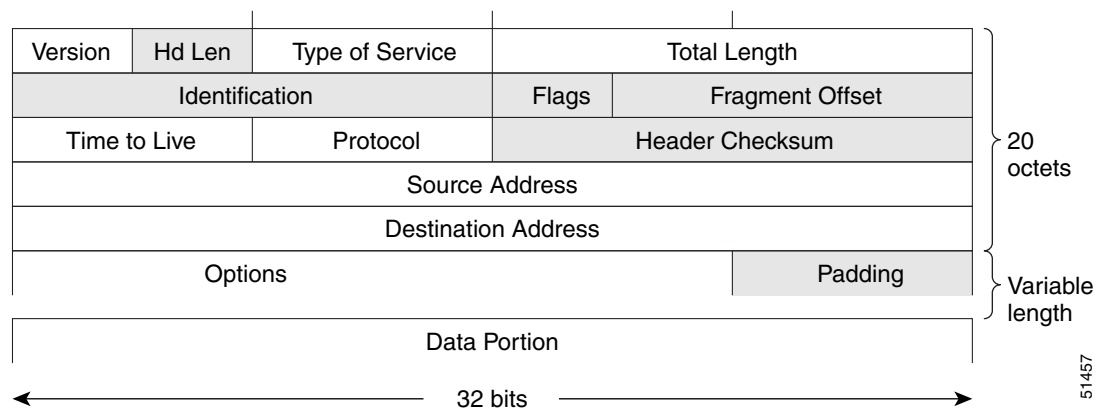 Version Hd Len Type of Service Total Length
Identification Flags Fragment Offset
Time to Live Protocol Header Checksum
20
octets
Source Address
Destination Address
Options Padding
Variable
length
Data Portion
32 bits
51457